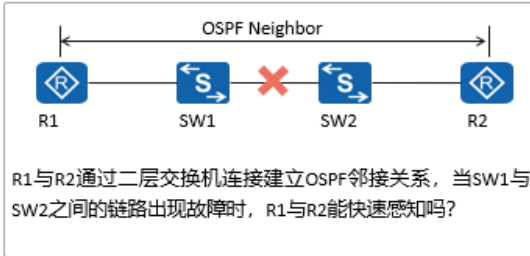 OSPF Neighbor
R S S R
R1 SW1 SW2 R2
R1与R2通过二层交换机连接建立OSPF邻接关系，当SW1与
SW2之间的链路出现故障时，R1与R2能快速感知吗？